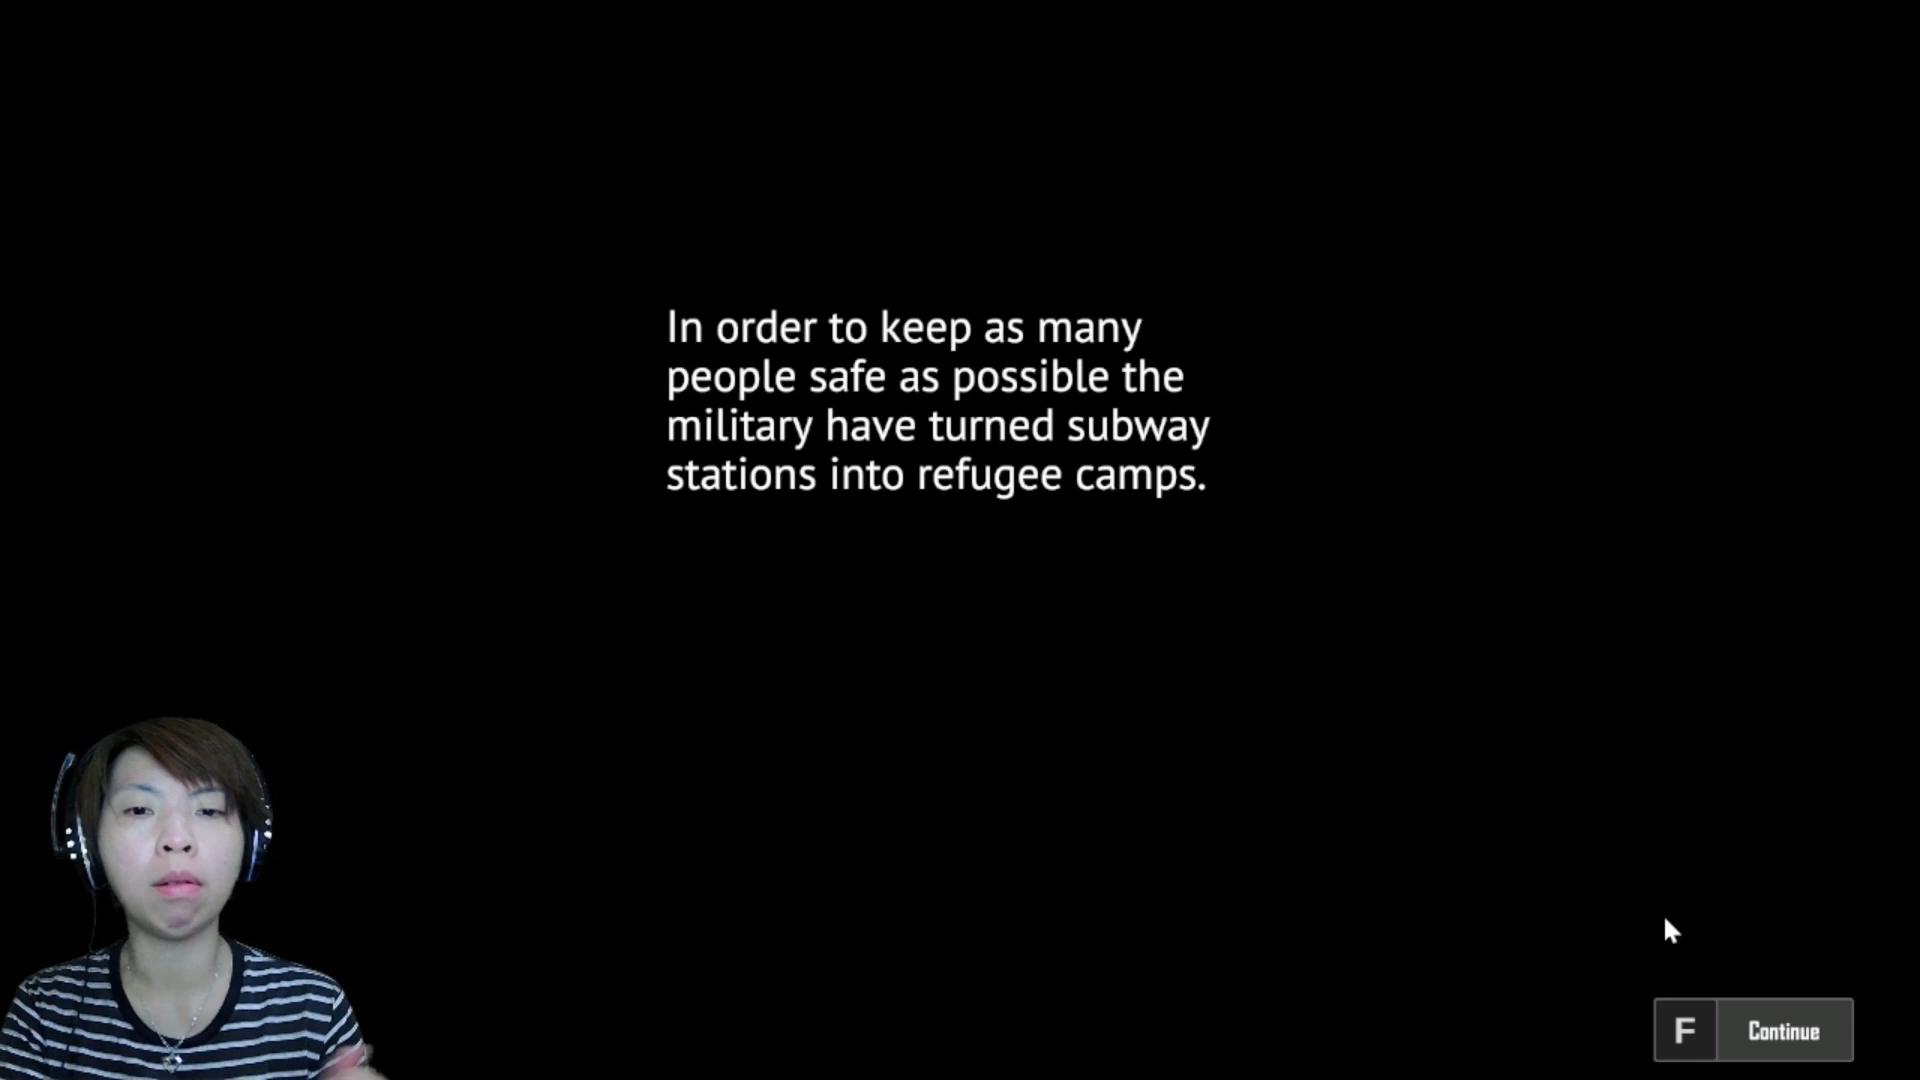 In order to keep as many
people safe as possible the
military have turned subway
stations into refugee camps.
F Continue